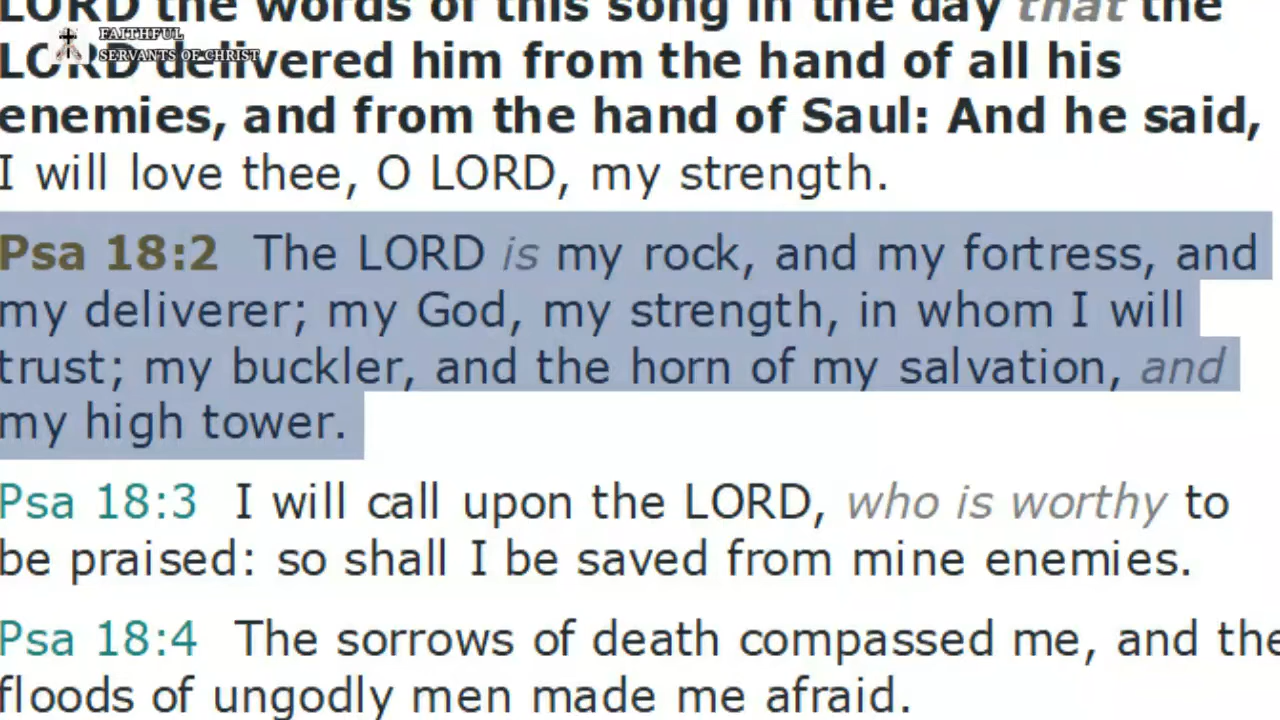 LORD the words of this song in the day that the
FAITHFUL
SERVANTS OF CHRIST
LORD delivered him from the hand of all his
enemies, and from the hand of Saul: And he said,
I will love thee, O LORD, my strength.
Psa 18:2 The LORD is my rock, and my fortress, and
my deliverer; my God, my strength, in whom I will
trust; my buckler, and the horn of my salvation, and
my high tower.
Psa 18:3 I will call upon the LORD, who is worthy to
be praised: so shall I be saved from mine enemies.
Psa 18:4 The sorrows of death compassed me, and the
floods of ungodly men made me afraid.